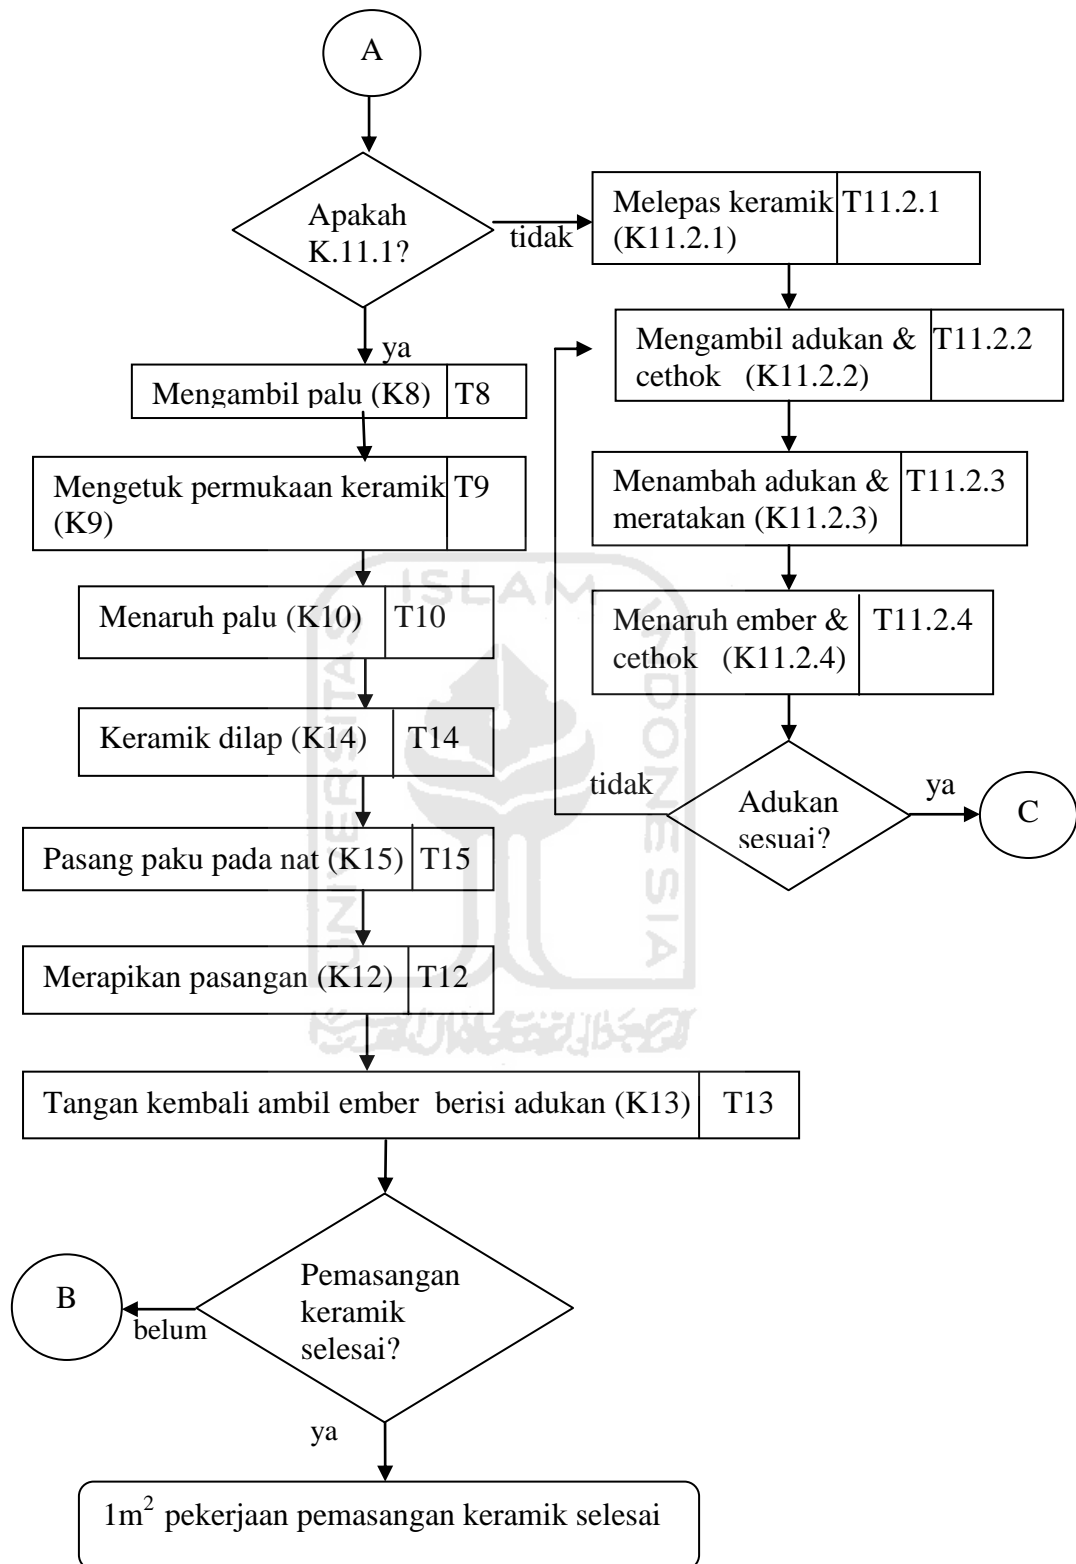 A
Apakah
K.11.1?
tidak
Melepas keramik
(K11.2.1)
T11.2.1
ya
Mengambil adukan &
cethok (K11.2.2)
T11.2.2
Mengambil palu (K8)
T8
Mengetuk permukaan keramik
(K9)
T9
Menambah adukan &
meratakan (K11.2.3)
T11.2.3
Menaruh palu (K10)
T10
Menaruh ember &
cethok (K11.2.4)
T11.2.4
Keramik dilap (K14)
T14
tidak
Adukan
sesuai?
ya
C
Pasang paku pada nat (K15)
T15
Merapikan pasangan (K12)
T12
Tangan kembali ambil ember berisi adukan (K13)
T13
Pemasangan
keramik
selesai?
B
belum
ya
1m² pekerjaan pemasangan keramik selesai
UNIVERSITAS
ISLAM
INDONESIA